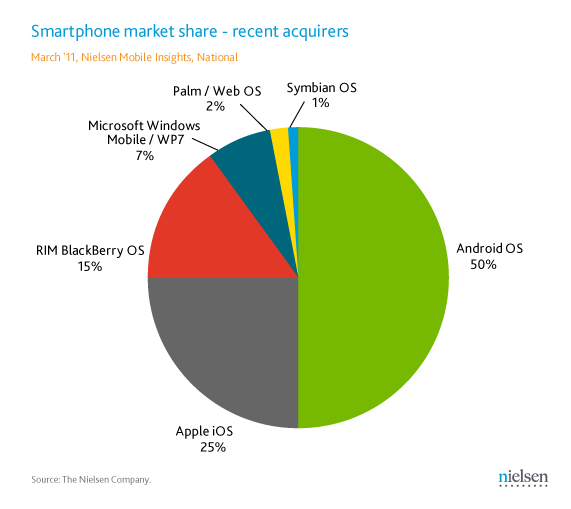 Smartphone market share - recent acquirers
March '11, Nielsen Mobile Insights, National
Palm / Web OS
2%
Symbian OS
1%
Microsoft Windows
Mobile / WP7
7%
RIM BlackBerry OS
15%
Android OS
50%
Apple iOS
25%
Source: The Nielsen Company.
nielsen